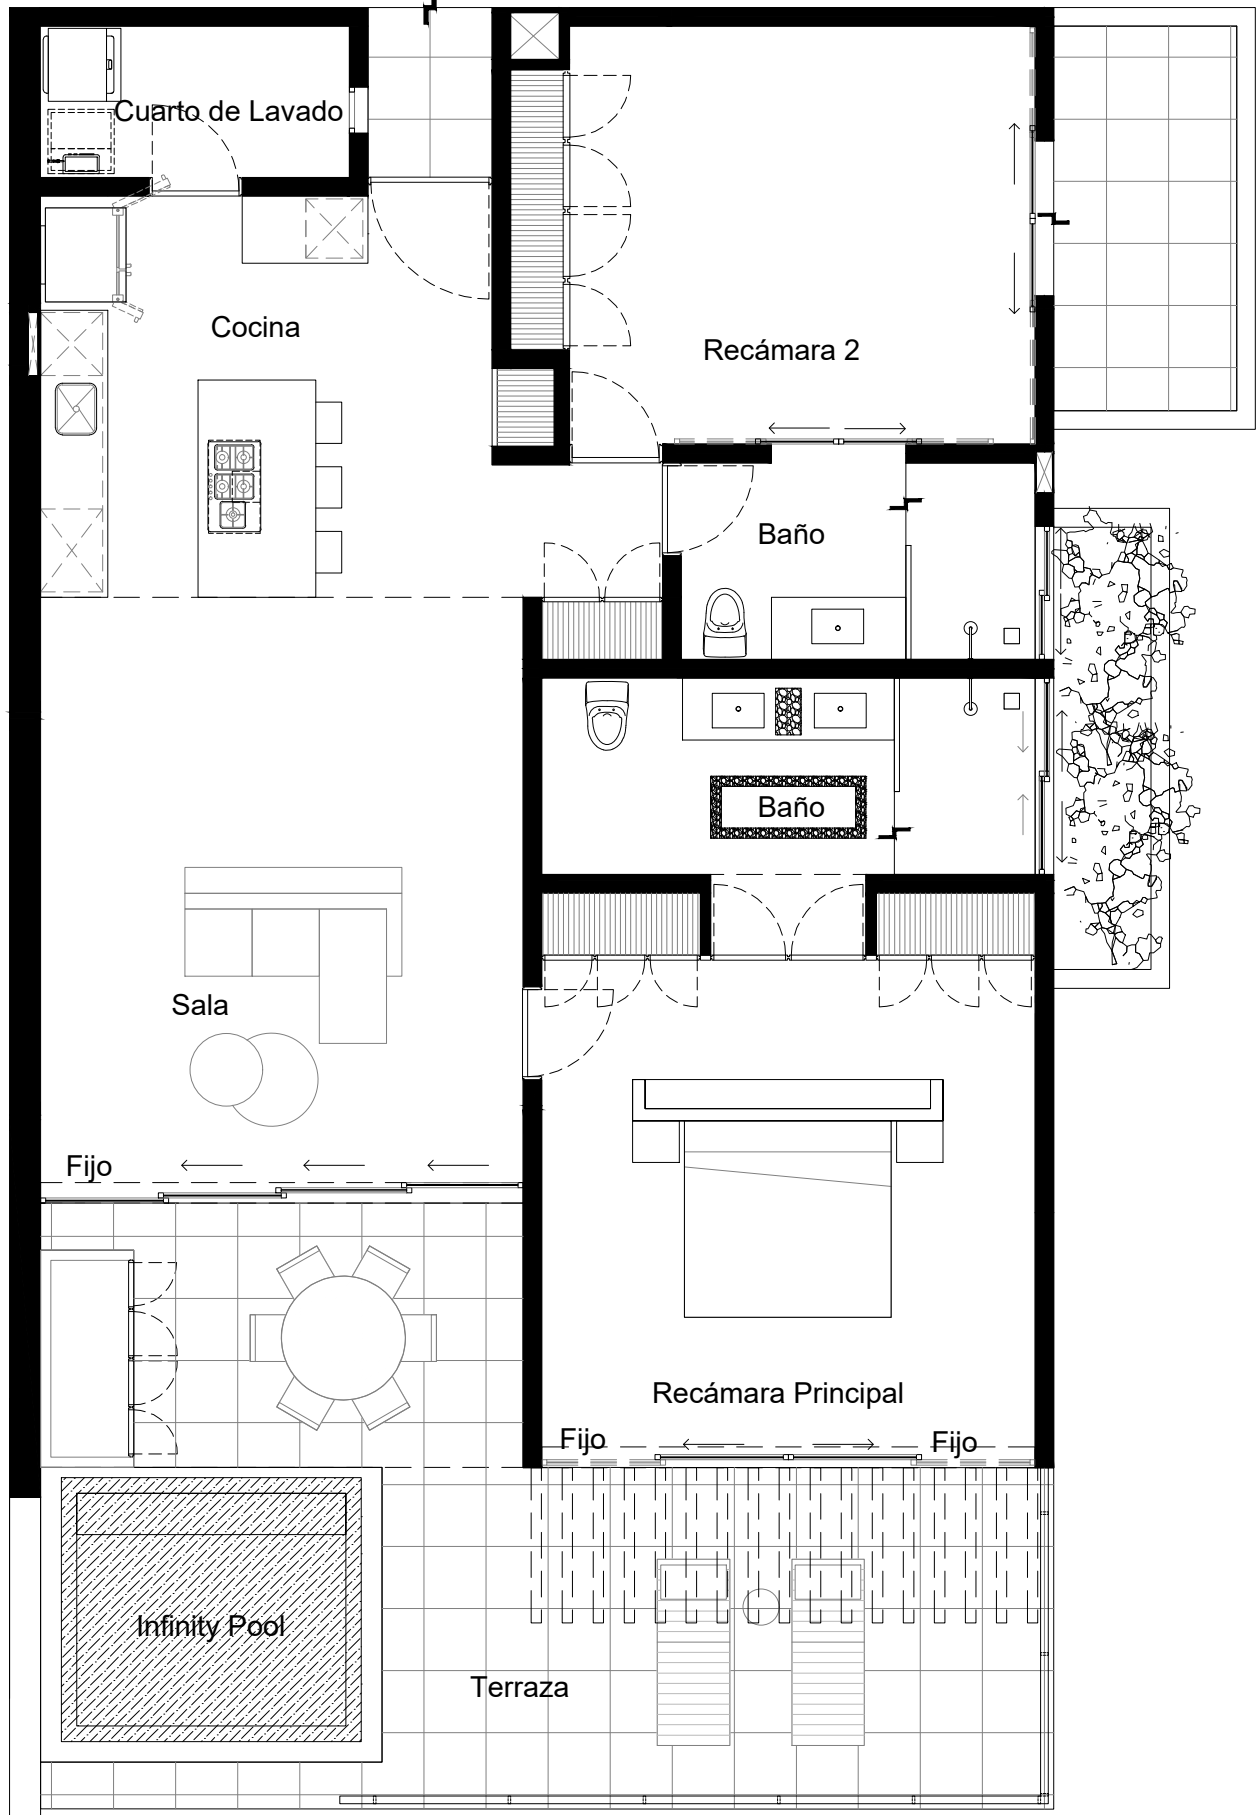 Cuarto de Lavado
Cocina
Recámara 2
Baño
Baño
Sala
Fijo
Recámara Principal
Fijo
Fijo
Infinity Pool
Terraza